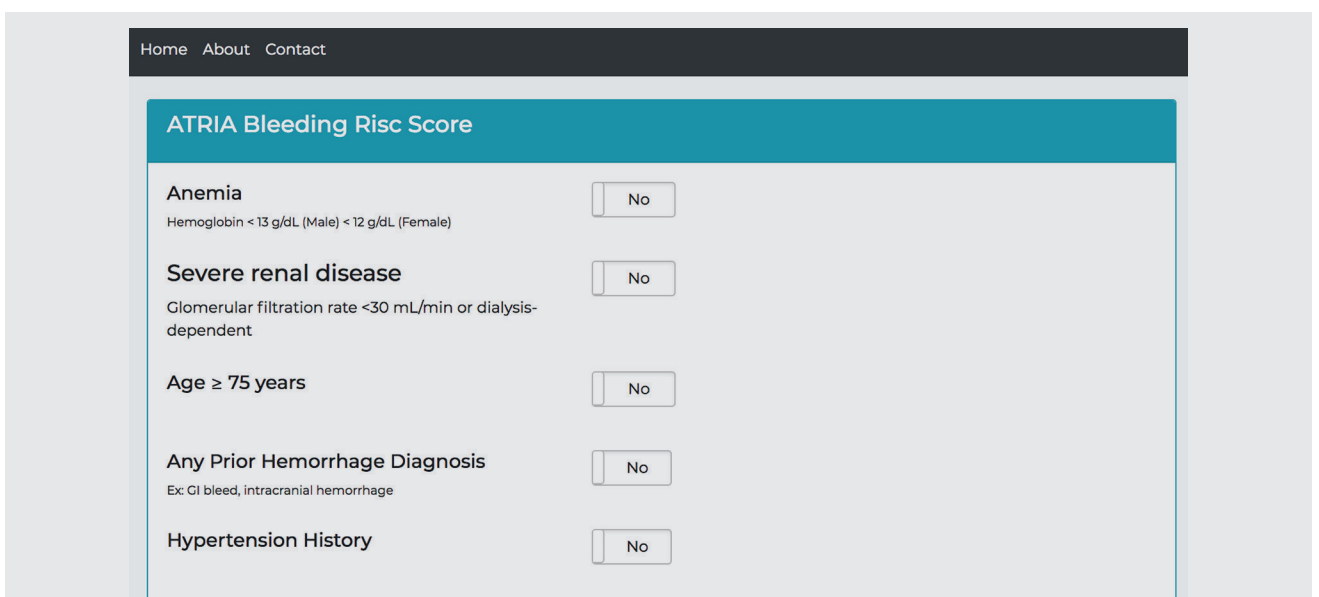 Home About Contact
ATRIA Bleeding Risc Score
Anemia
No
Hemoglobin < 13 g/dL (Male) < 12 g/dL (Female)
Severe renal disease
No
Glomerular filtration rate <30 mL/min or dialysis-
dependent
Age ≥ 75 years
No
Any Prior Hemorrhage Diagnosis
No
Ex: GI bleed, intracranial hemorrhage
Hypertension History
No